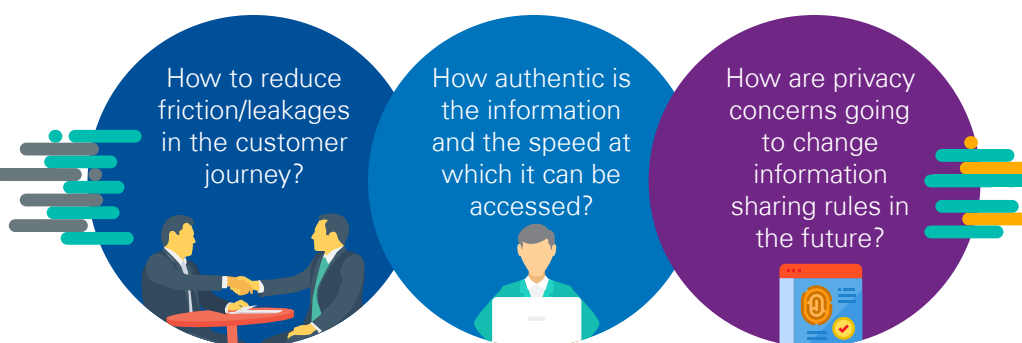 How to reduce
friction/leakages
in the customer
journey?
How authentic is
the information
and the speed at
which it can be
accessed?
How are privacy
concerns going
to change
information
sharing rules in
the future?